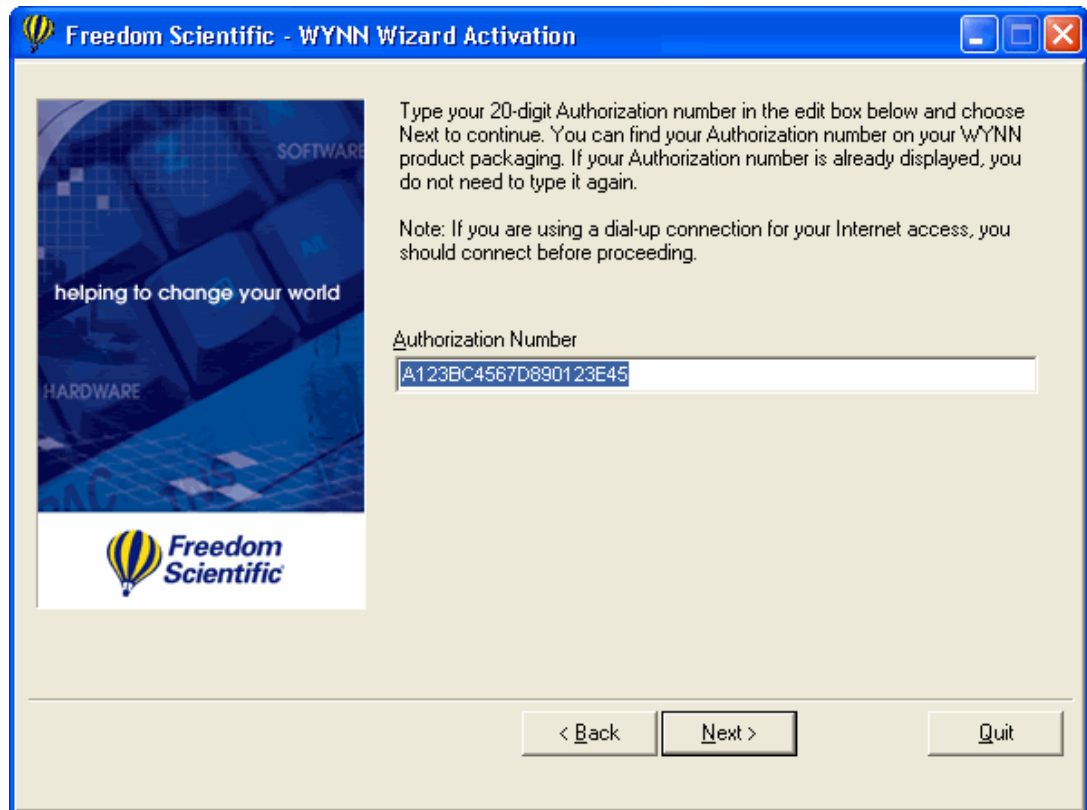 Freedom Scientific - WYNN Wizard Activation
SOFTWARE
helping to change your world
HARDWARE
Freedom
Scientific
Type your 20-digit Authorization number in the edit box below and choose
Next to continue. You can find your Authorization number on your WYNN
product packaging. If your Authorization number is already displayed, you
do not need to type it again.
Note: If you are using a dial-up connection for your Internet access, you
should connect before proceeding.
Authorization Number
A123BC4567D890123E45
< Back
Next >
Quit